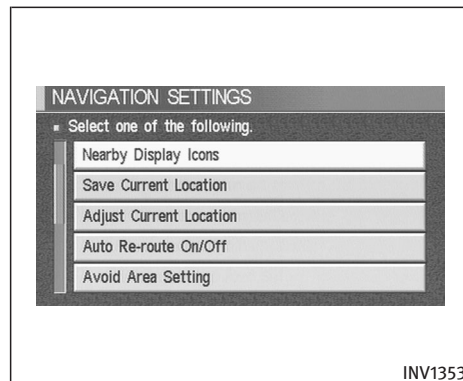 NAVIGATION SETTINGS
Select one of the following.
Nearby Display Icons
Save Current Location
Adjust Current Location
Auto Re-route On/Off
Avoid Area Setting
INV1353